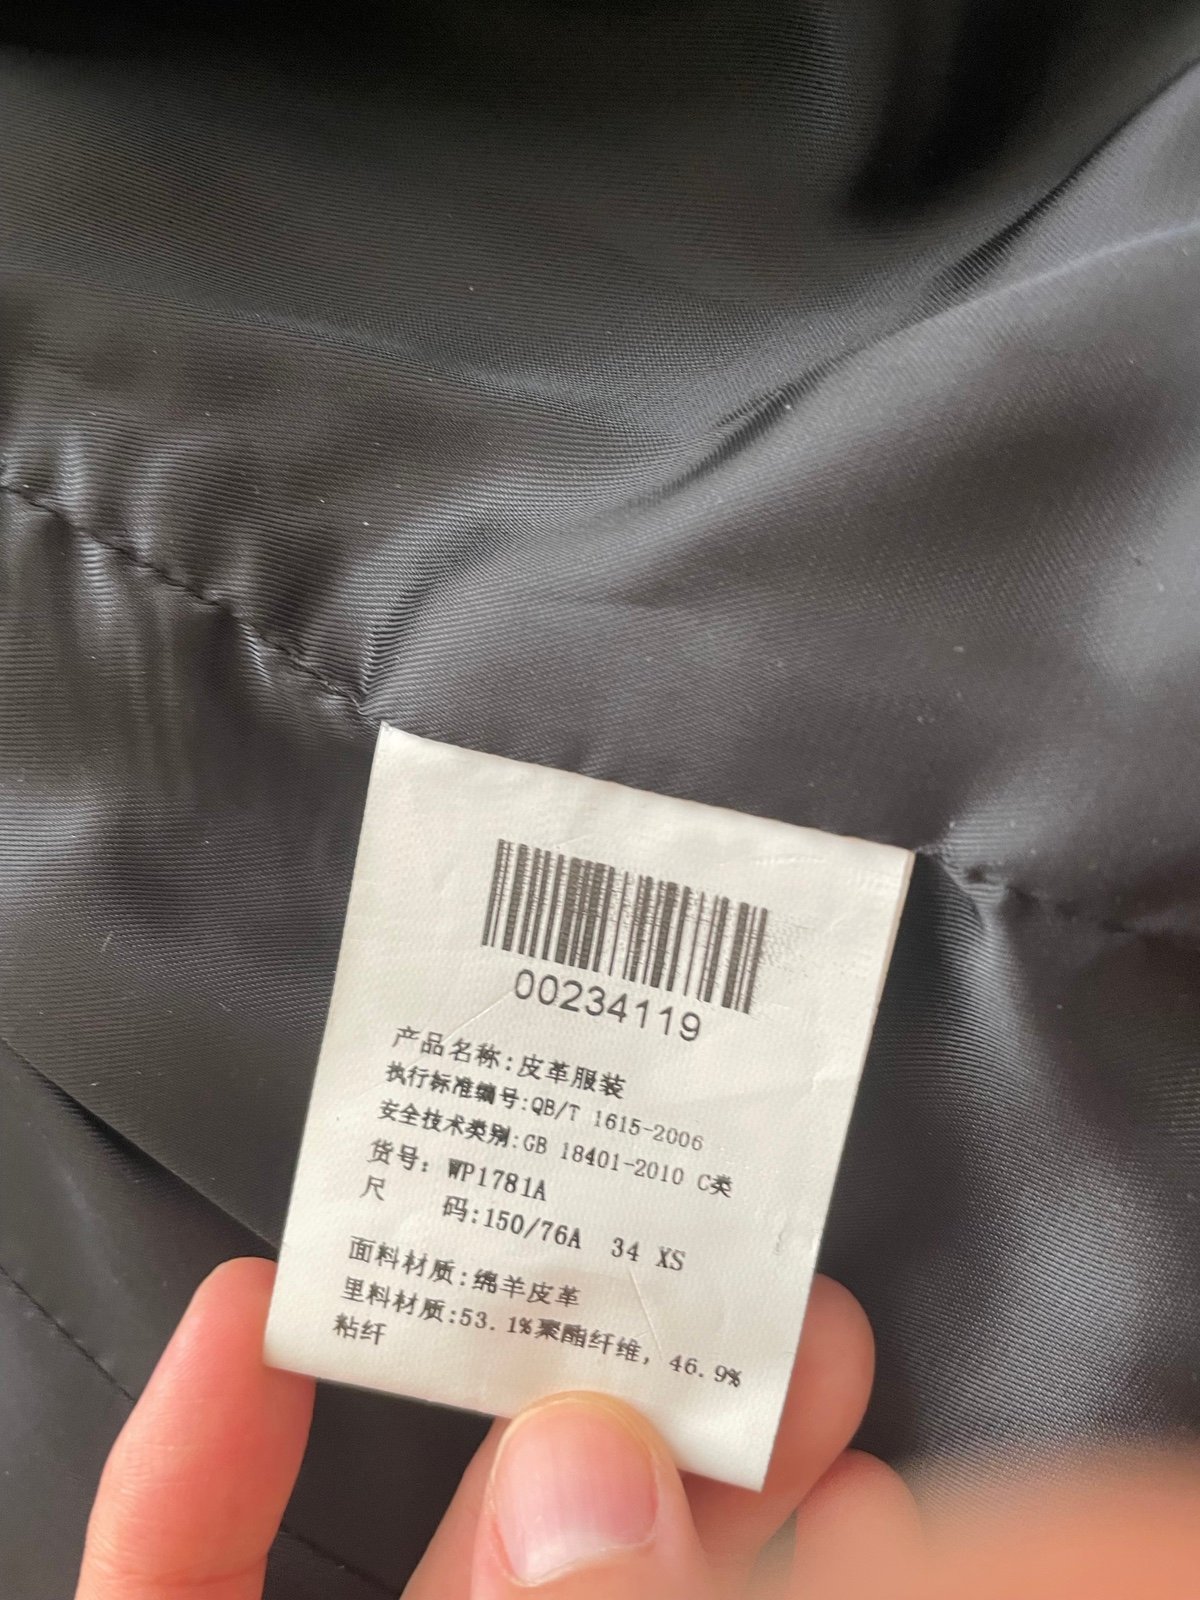 00234119
产品名称:皮革服装
执行标准编号:QB/T 1615-2006
安全技术类别:GB 18401-2010 C类
货号: WP1781A
尺 码:150/76A 34 XS
面料材质:绵羊皮革
里料材质:53.1%聚酯纤维, 46.9%
粘纤